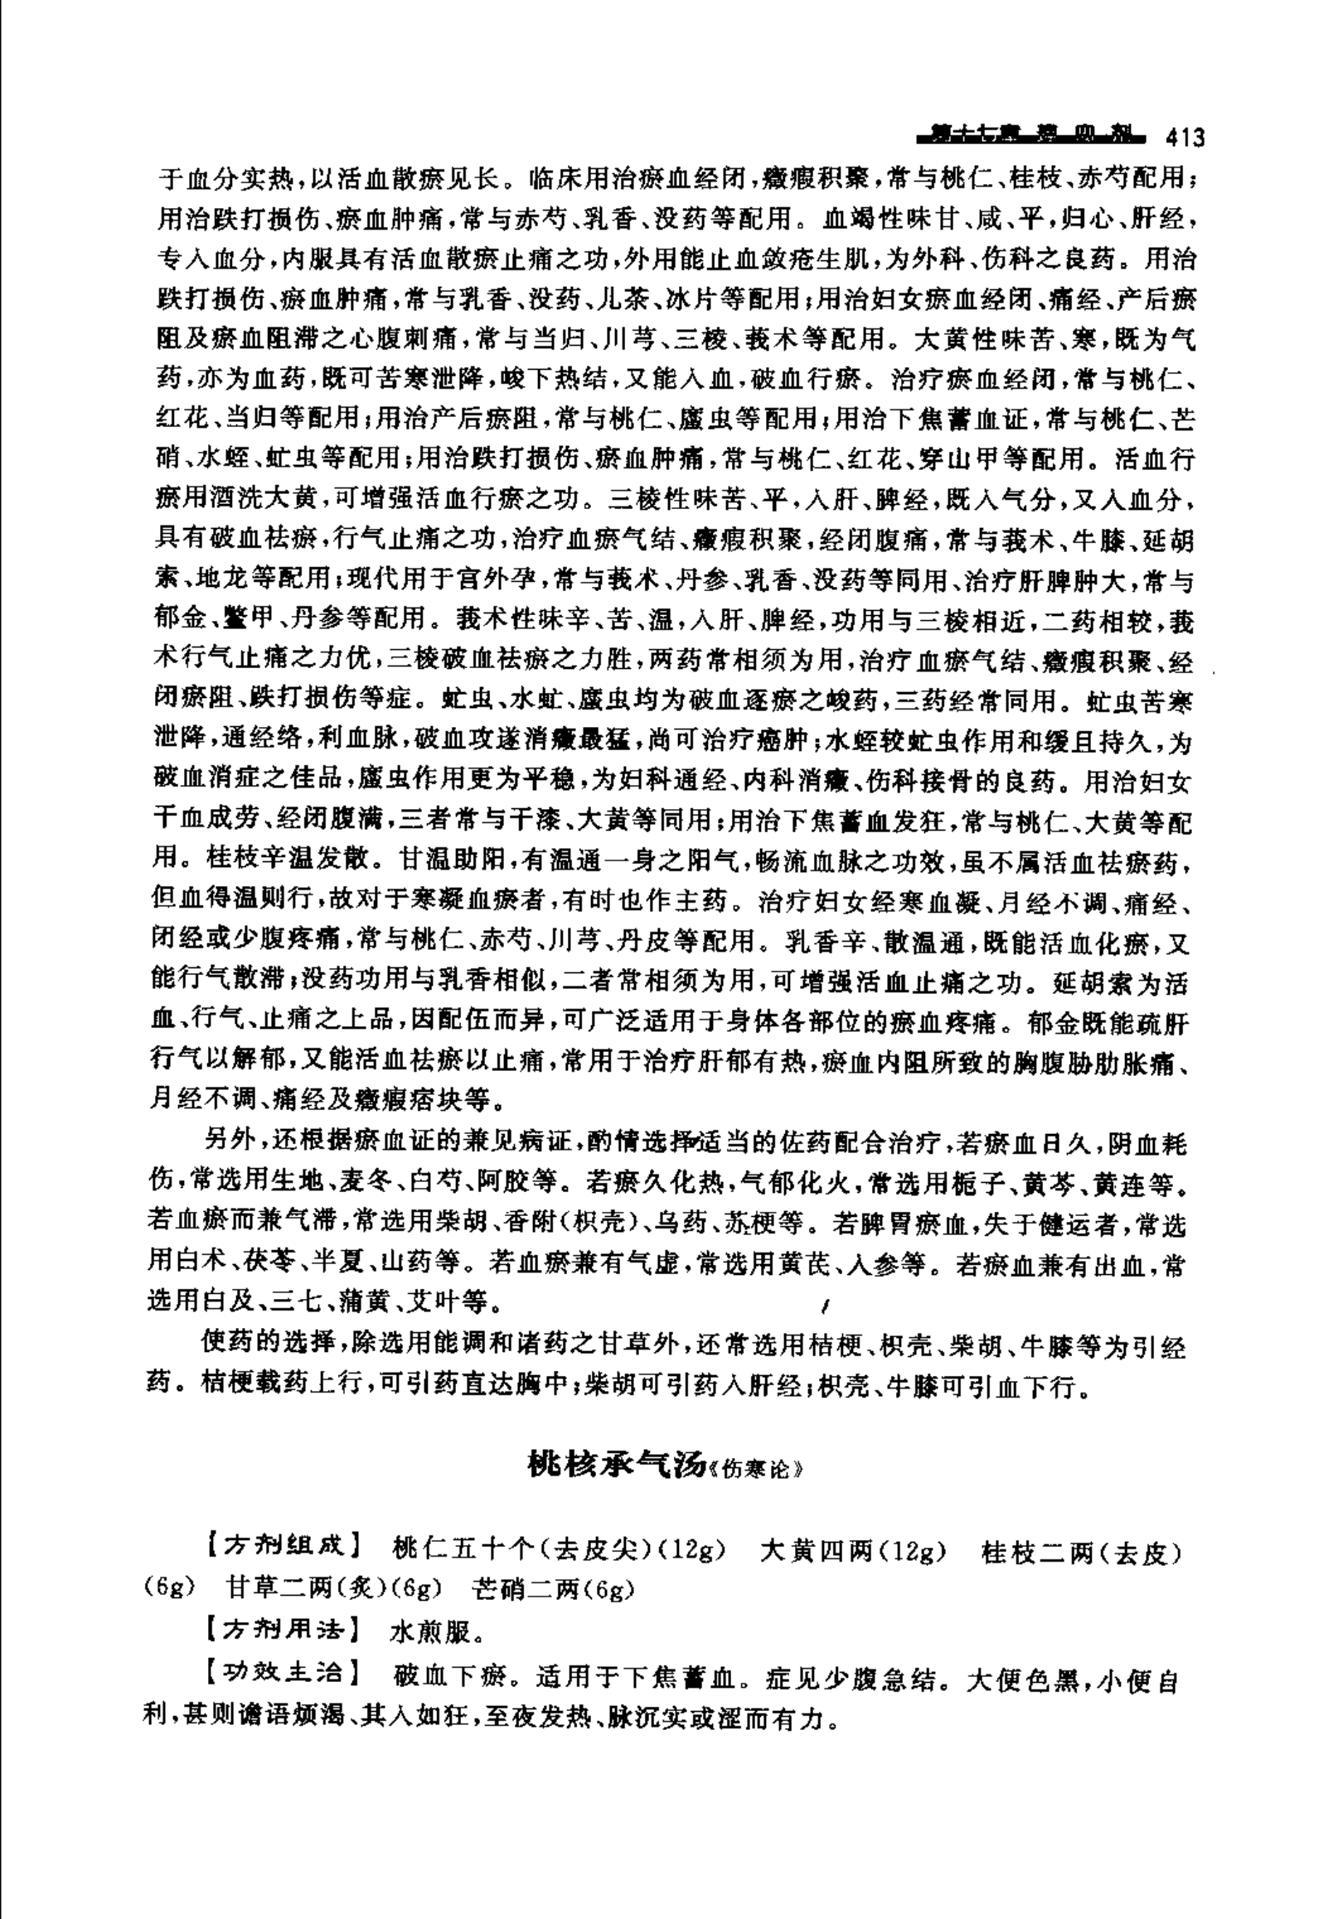 第十七章 理血剂 413
于血分实热,以活血散瘀见长。临床用治瘀血经闭,癥瘕积聚,常与桃仁、桂枝、赤芍配用;
用治跌打损伤、瘀血肿痛,常与赤芍、乳香、没药等配用。血竭性味甘、咸、平,归心、肝经,
专入血分,内服具有活血散瘀止痛之功,外用能止血敛疮生肌,为外科、伤科之良药。用治
跌打损伤、瘀血肿痛,常与乳香、没药、儿茶、冰片等配用;用治妇女瘀血经闭、痛经、产后瘀
阻及瘀血阻滞之心腹刺痛,常与当归、川芎、三棱、莪术等配用。大黄性味苦、寒,既为气
药,亦为血药,既可苦寒泄降,峻下热结,又能入血,破血行瘀。治疗瘀血经闭,常与桃仁、
红花、当归等配用;用治产后瘀阻,常与桃仁、䗪虫等配用;用治下焦蓄血证,常与桃仁、芒
硝、水蛭、虻虫等配用;用治跌打损伤、瘀血肿痛,常与桃仁、红花、穿山甲等配用。活血行
瘀用酒洗大黄,可增强活血行瘀之功。三棱性味苦、平,入肝、脾经,既入气分,又入血分,
具有破血祛瘀,行气止痛之功,治疗血瘀气结、癥瘕积聚,经闭腹痛,常与莪术、牛膝、延胡
索、地龙等配用;现代用于宫外孕,常与莪术、丹参、乳香、没药等同用、治疗肝脾肿大,常与
郁金、鳖甲、丹参等配用。莪术性味辛、苦、温,入肝、脾经,功用与三棱相近,二药相较,莪
术行气止痛之力优,三棱破血祛瘀之力胜,两药常相须为用,治疗血瘀气结、癥瘕积聚、经
闭瘀阻、跌打损伤等症。虻虫、水虻、䗪虫均为破血逐瘀之峻药,三药经常同用。虻虫苦寒
泄降,通经络,利血脉,破血攻遂消癥最猛,尚可治疗癌肿;水蛭较虻虫作用和缓且持久,为
破血消症之佳品,䗪虫作用更为平稳,为妇科通经、内科消癥、伤科接骨的良药。用治妇女
干血成劳、经闭腹满,三者常与干漆、大黄等同用;用治下焦蓄血发狂,常与桃仁、大黄等配
用。桂枝辛温发散。甘温助阳,有温通一身之阳气,畅流血脉之功效,虽不属活血祛瘀药,
但血得温则行,故对于寒凝血瘀者,有时也作主药。治疗妇女经寒血凝、月经不调、痛经、
闭经或少腹疼痛,常与桃仁、赤芍、川芎、丹皮等配用。乳香辛、散温通,既能活血化瘀,又
能行气散滞;没药功用与乳香相似,二者常相须为用,可增强活血止痛之功。延胡索为活
血、行气、止痛之上品,因配伍而异,可广泛适用于身体各部位的瘀血疼痛。郁金既能疏肝
行气以解郁,又能活血祛瘀以止痛,常用于治疗肝郁有热,瘀血内阻所致的胸腹胁肋胀痛、
月经不调、痛经及癥瘕痞块等。
另外,还根据瘀血证的兼见病证,酌情选择适当的佐药配合治疗,若瘀血日久,阴血耗
伤,常选用生地、麦冬、白芍、阿胶等。若瘀久化热,气郁化火,常选用栀子、黄芩、黄连等。
若血瘀而兼气滞,常选用柴胡、香附(枳壳)、乌药、苏梗等。若脾胃瘀血,失于健运者,常选
用白术、茯苓、半夏、山药等。若血瘀兼有气虚,常选用黄芪、人参等。若瘀血兼有出血,常
选用白及、三七、蒲黄、艾叶等。
使药的选择,除选用能调和诸药之甘草外,还常选用桔梗、枳壳、柴胡、牛膝等为引经
药。桔梗载药上行,可引药直达胸中;柴胡可引药入肝经;枳壳、牛膝可引血下行。
桃核承气汤《伤寒论》
【方剂组成】 桃仁五十个(去皮尖)(12g) 大黄四两(12g) 桂枝二两(去皮)
(6g) 甘草二两(炙)(6g) 芒硝二两(6g)
【方剂用法】 水煎服。
【功效主治】 破血下瘀。适用于下焦蓄血。症见少腹急结。大便色黑,小便自
利,甚则谵语烦渴、其人如狂,至夜发热、脉沉实或涩而有力。